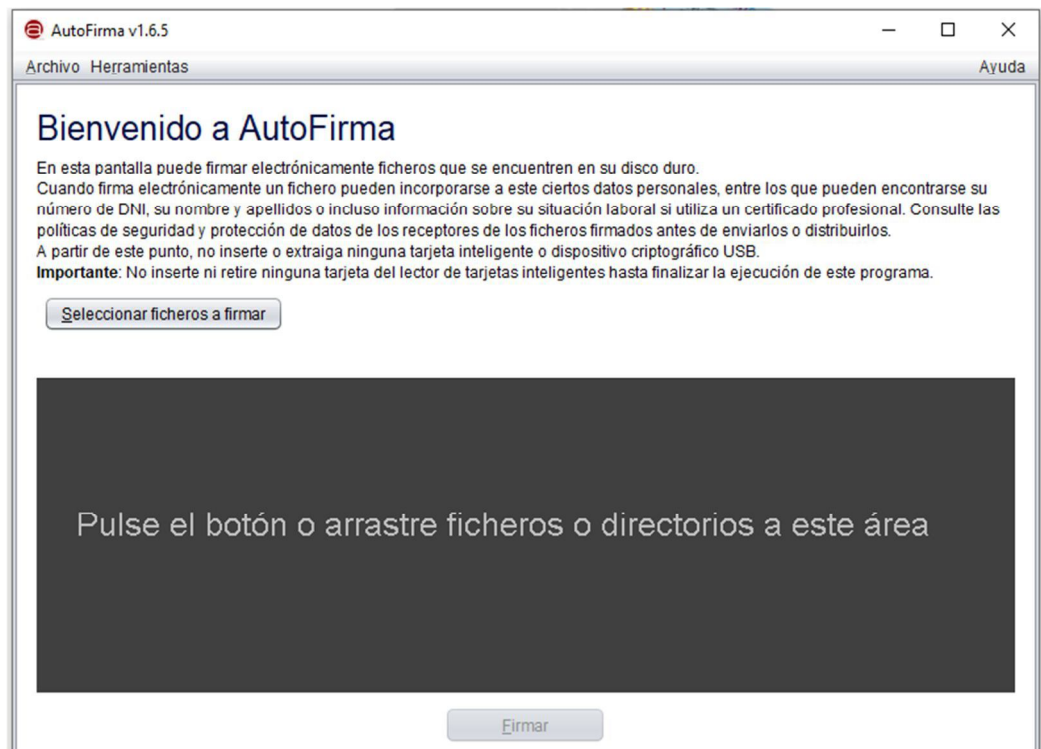 AutoFirma v1.6.5
Archivo Herramientas Ayuda
Bienvenido a AutoFirma
En esta pantalla puede firmar electrónicamente ficheros que se encuentren en su disco duro.
Cuando firma electrónicamente un fichero pueden incorporarse a este ciertos datos personales, entre los que pueden encontrarse su
número de DNI, su nombre y apellidos o incluso información sobre su situación laboral si utiliza un certificado profesional. Consulte las
políticas de seguridad y protección de datos de los receptores de los ficheros firmados antes de enviarlos o distribuirlos.
A partir de este punto, no inserte o extraiga ninguna tarjeta inteligente o dispositivo criptográfico USB.
Importante: No inserte ni retire ninguna tarjeta del lector de tarjetas inteligentes hasta finalizar la ejecución de este programa.
Seleccionar ficheros a firmar
Pulse el botón o arrastre ficheros o directorios a este área
Firmar